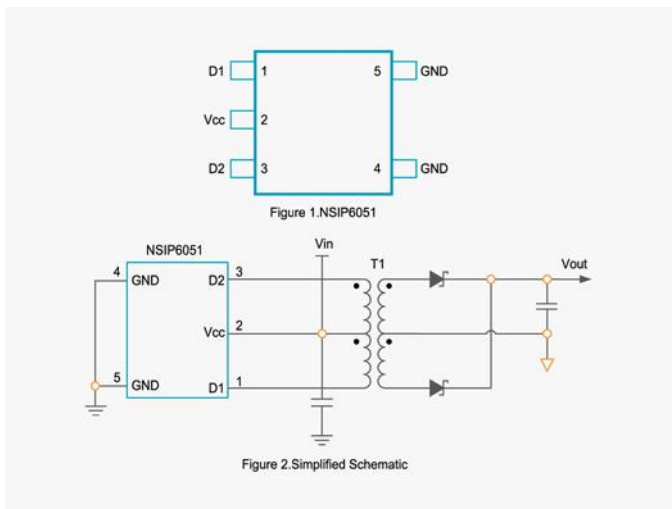 D1 1 5 GND
Vcc 2
D2 3 4 GND
Figure 1.NSIP6051
NSIP6051
Vin
T1
4 GND D2 3
Vout
Vcc 2
5 GND D1 1
Figure 2.Simplified Schematic